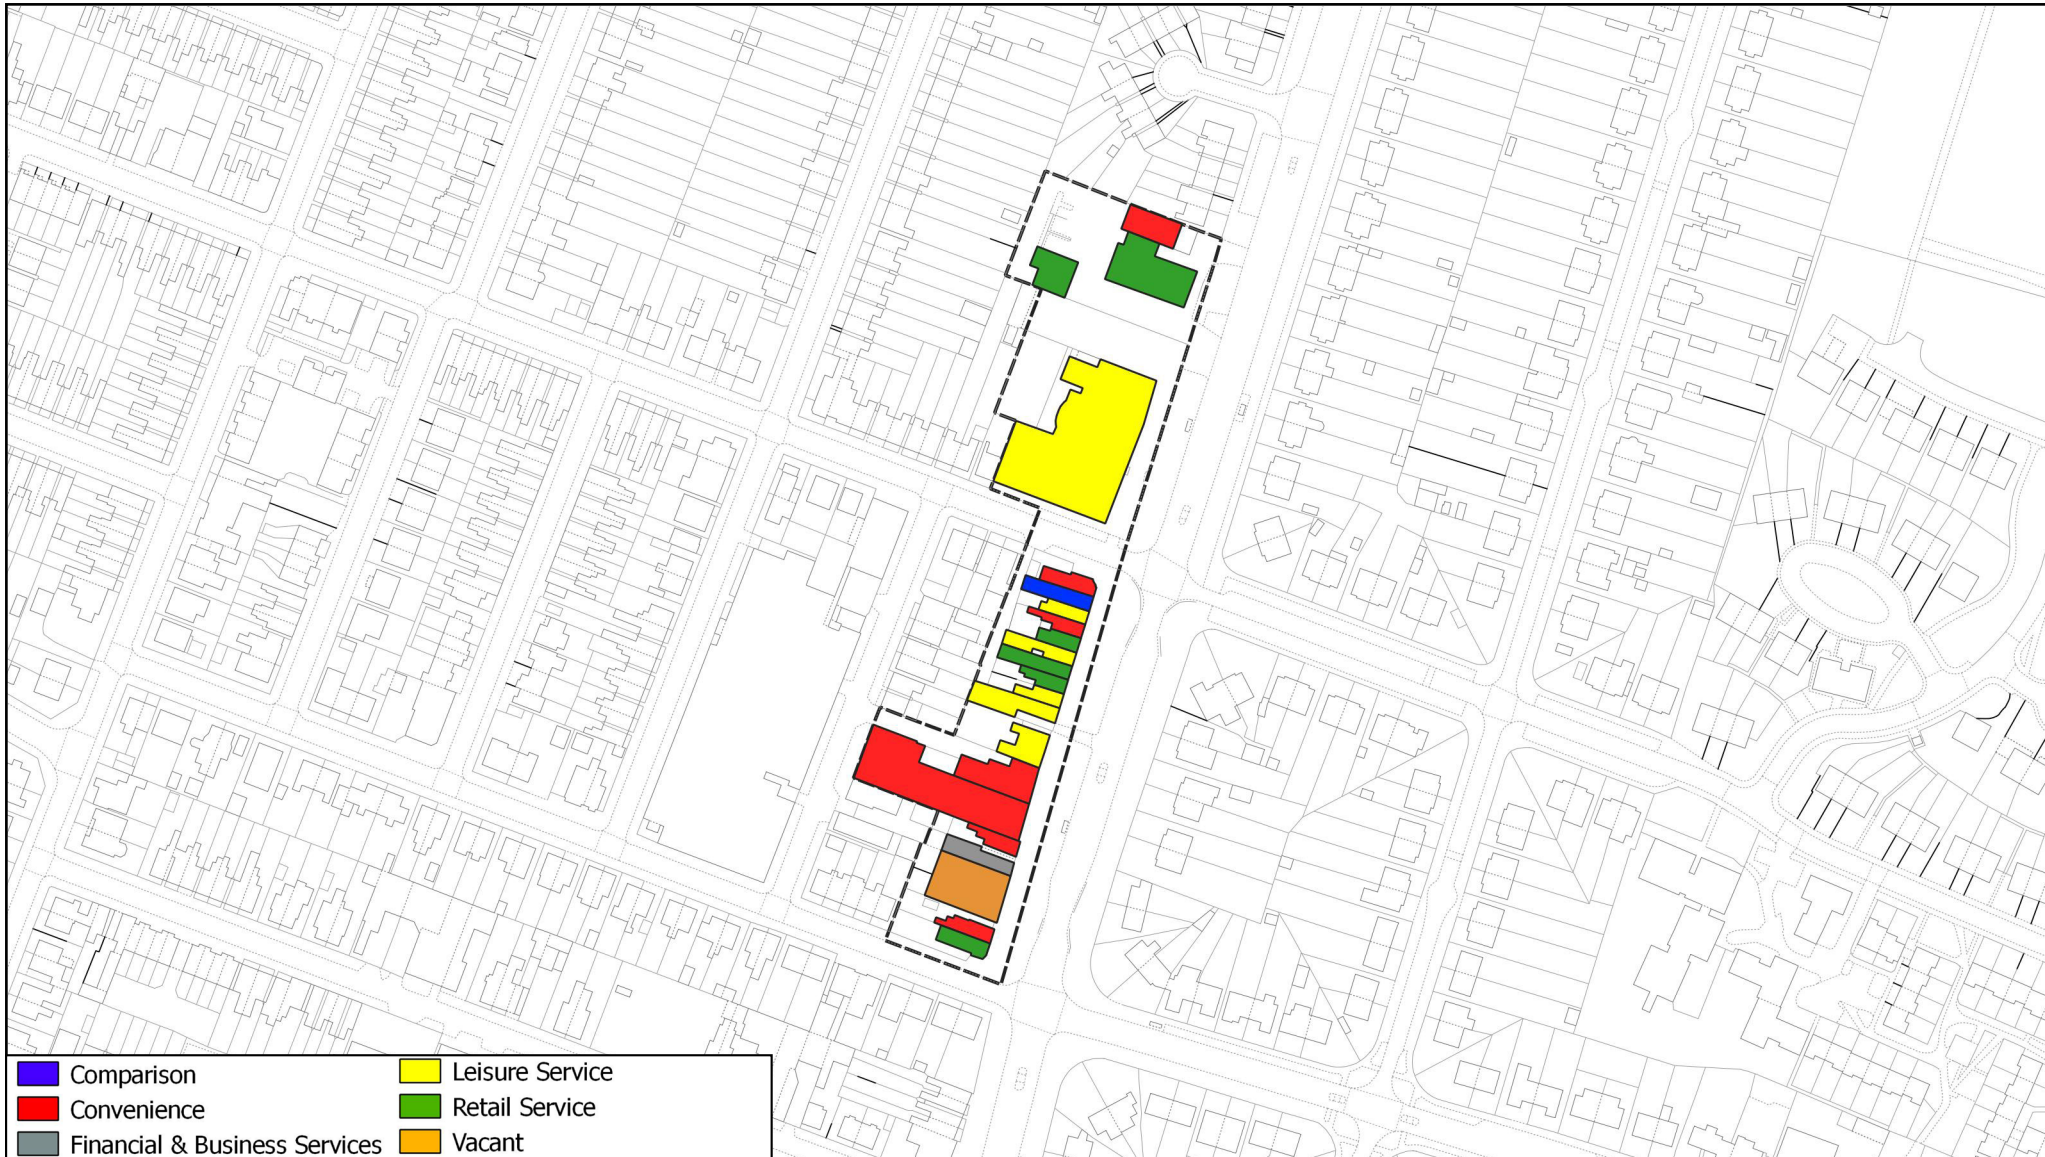 Comparison
Convenience
Financial & Business Services
Leisure Service
Retail Service
Vacant